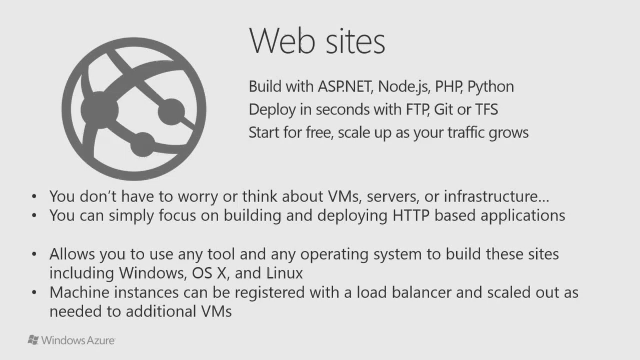 Web sites
Build with ASP.NET, Node.js, PHP, Python
Deploy in seconds with FTP, Git or TFS
Start for free, scale up as your traffic grows
• You don't have to worry or think about VMs, servers, or infrastructure...
• You can simply focus on building and deploying HTTP based applications
• Allows you to use any tool and any operating system to build these sites
including Windows, OS X, and Linux
• Machine instances can be registered with a load balancer and scaled out as
needed to additional VMs
Windows Azure